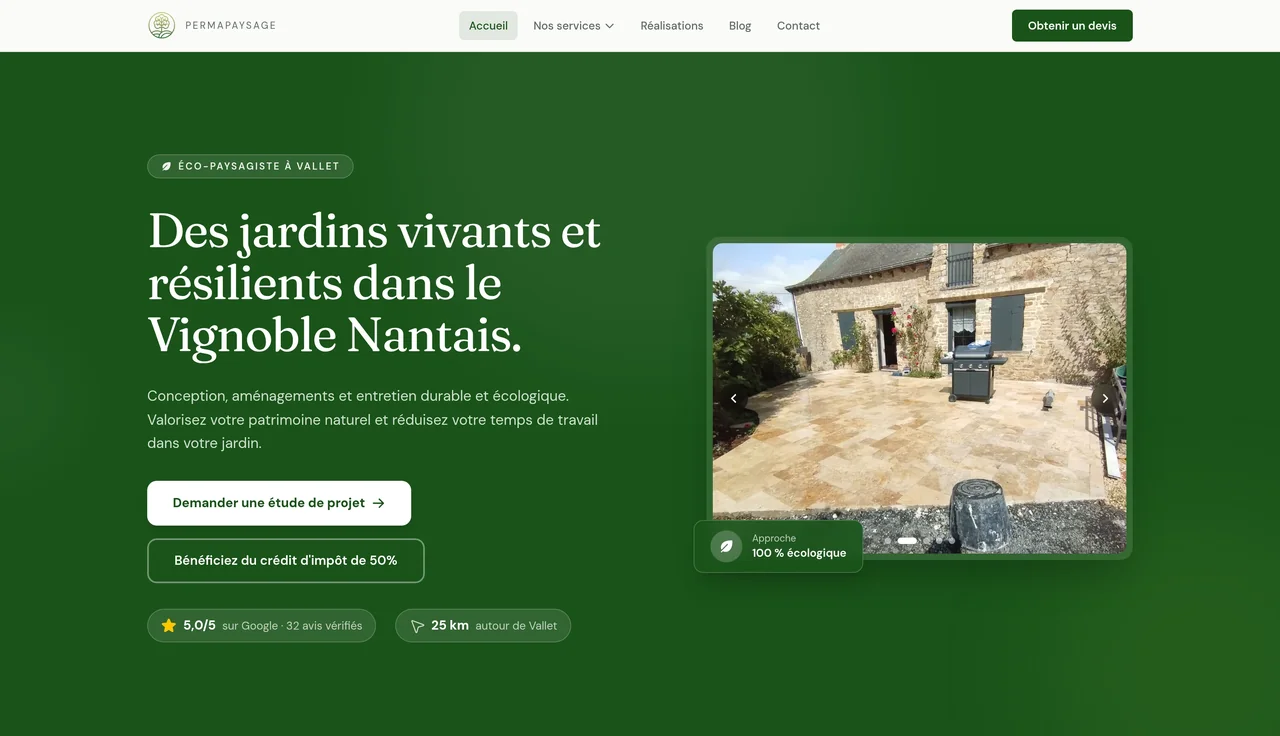 PERMAPAYSAGE
Accueil
Nos services
Réalisations
Blog
Contact
Obtenir un devis
ÉCO-PAYSAGISTE À VALLET
Des jardins vivants et
résilients dans le
Vignoble Nantais.
Conception, aménagements et entretien durable et écologique.
Valorisez votre patrimoine naturel et réduisez votre temps de travail
dans votre jardin.
Demander une étude de projet →
Bénéficiez du crédit d'impôt de 50%
5,0/5 sur Google · 32 avis vérifiés
25 km autour de Vallet
Approche
100 % écologique